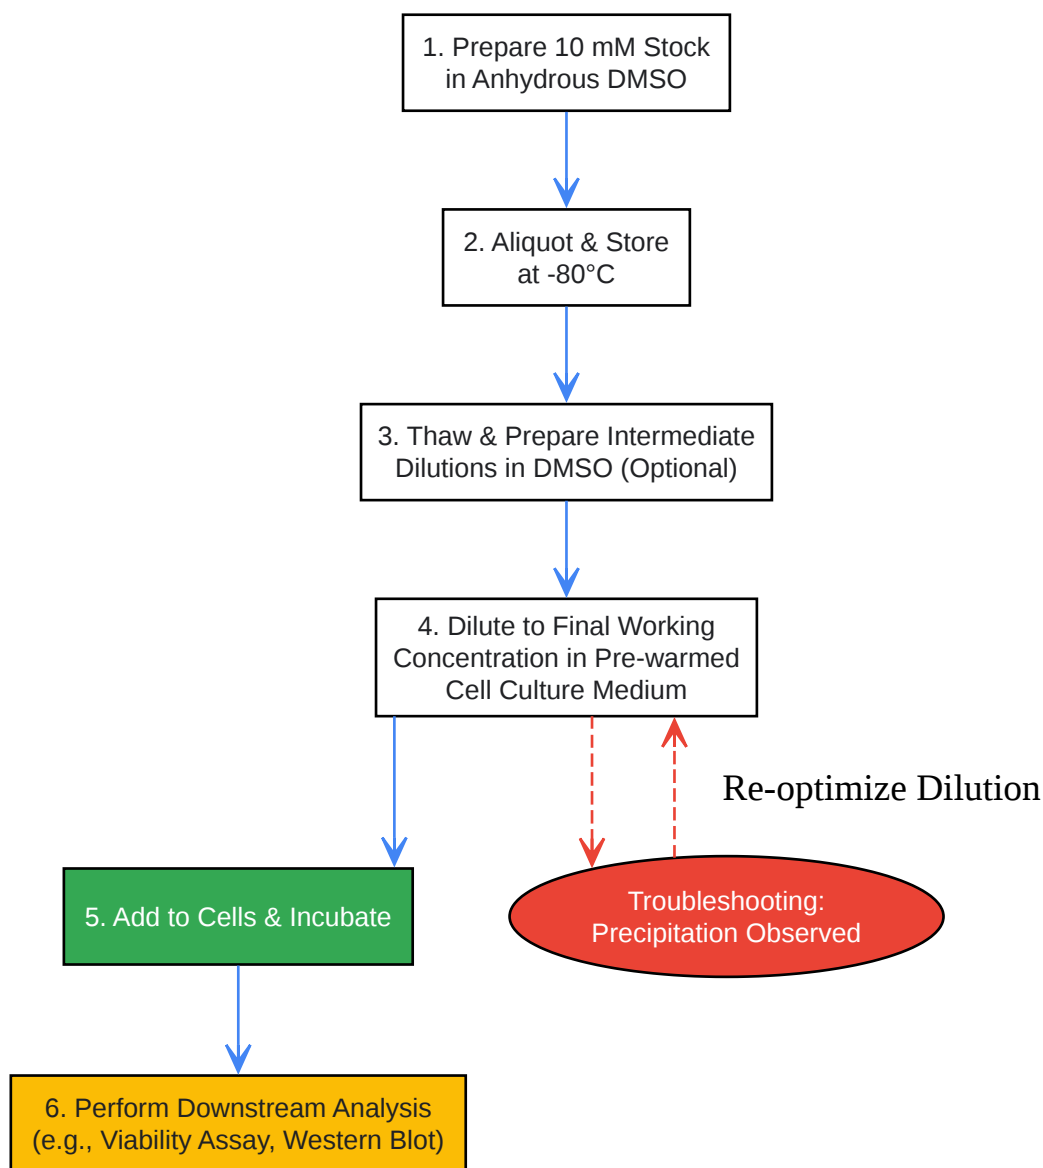 1. Prepare 10 mM Stock
in Anhydrous DMSO
2. Aliquot & Store
at -80°C
3. Thaw & Prepare Intermediate
Dilutions in DMSO (Optional)
4. Dilute to Final Working
Concentration in Pre-warmed
Cell Culture Medium
Re-optimize Dilution
5. Add to Cells & Incubate
Troubleshooting:
Precipitation Observed
6. Perform Downstream Analysis
(e.g., Viability Assay, Western Blot)